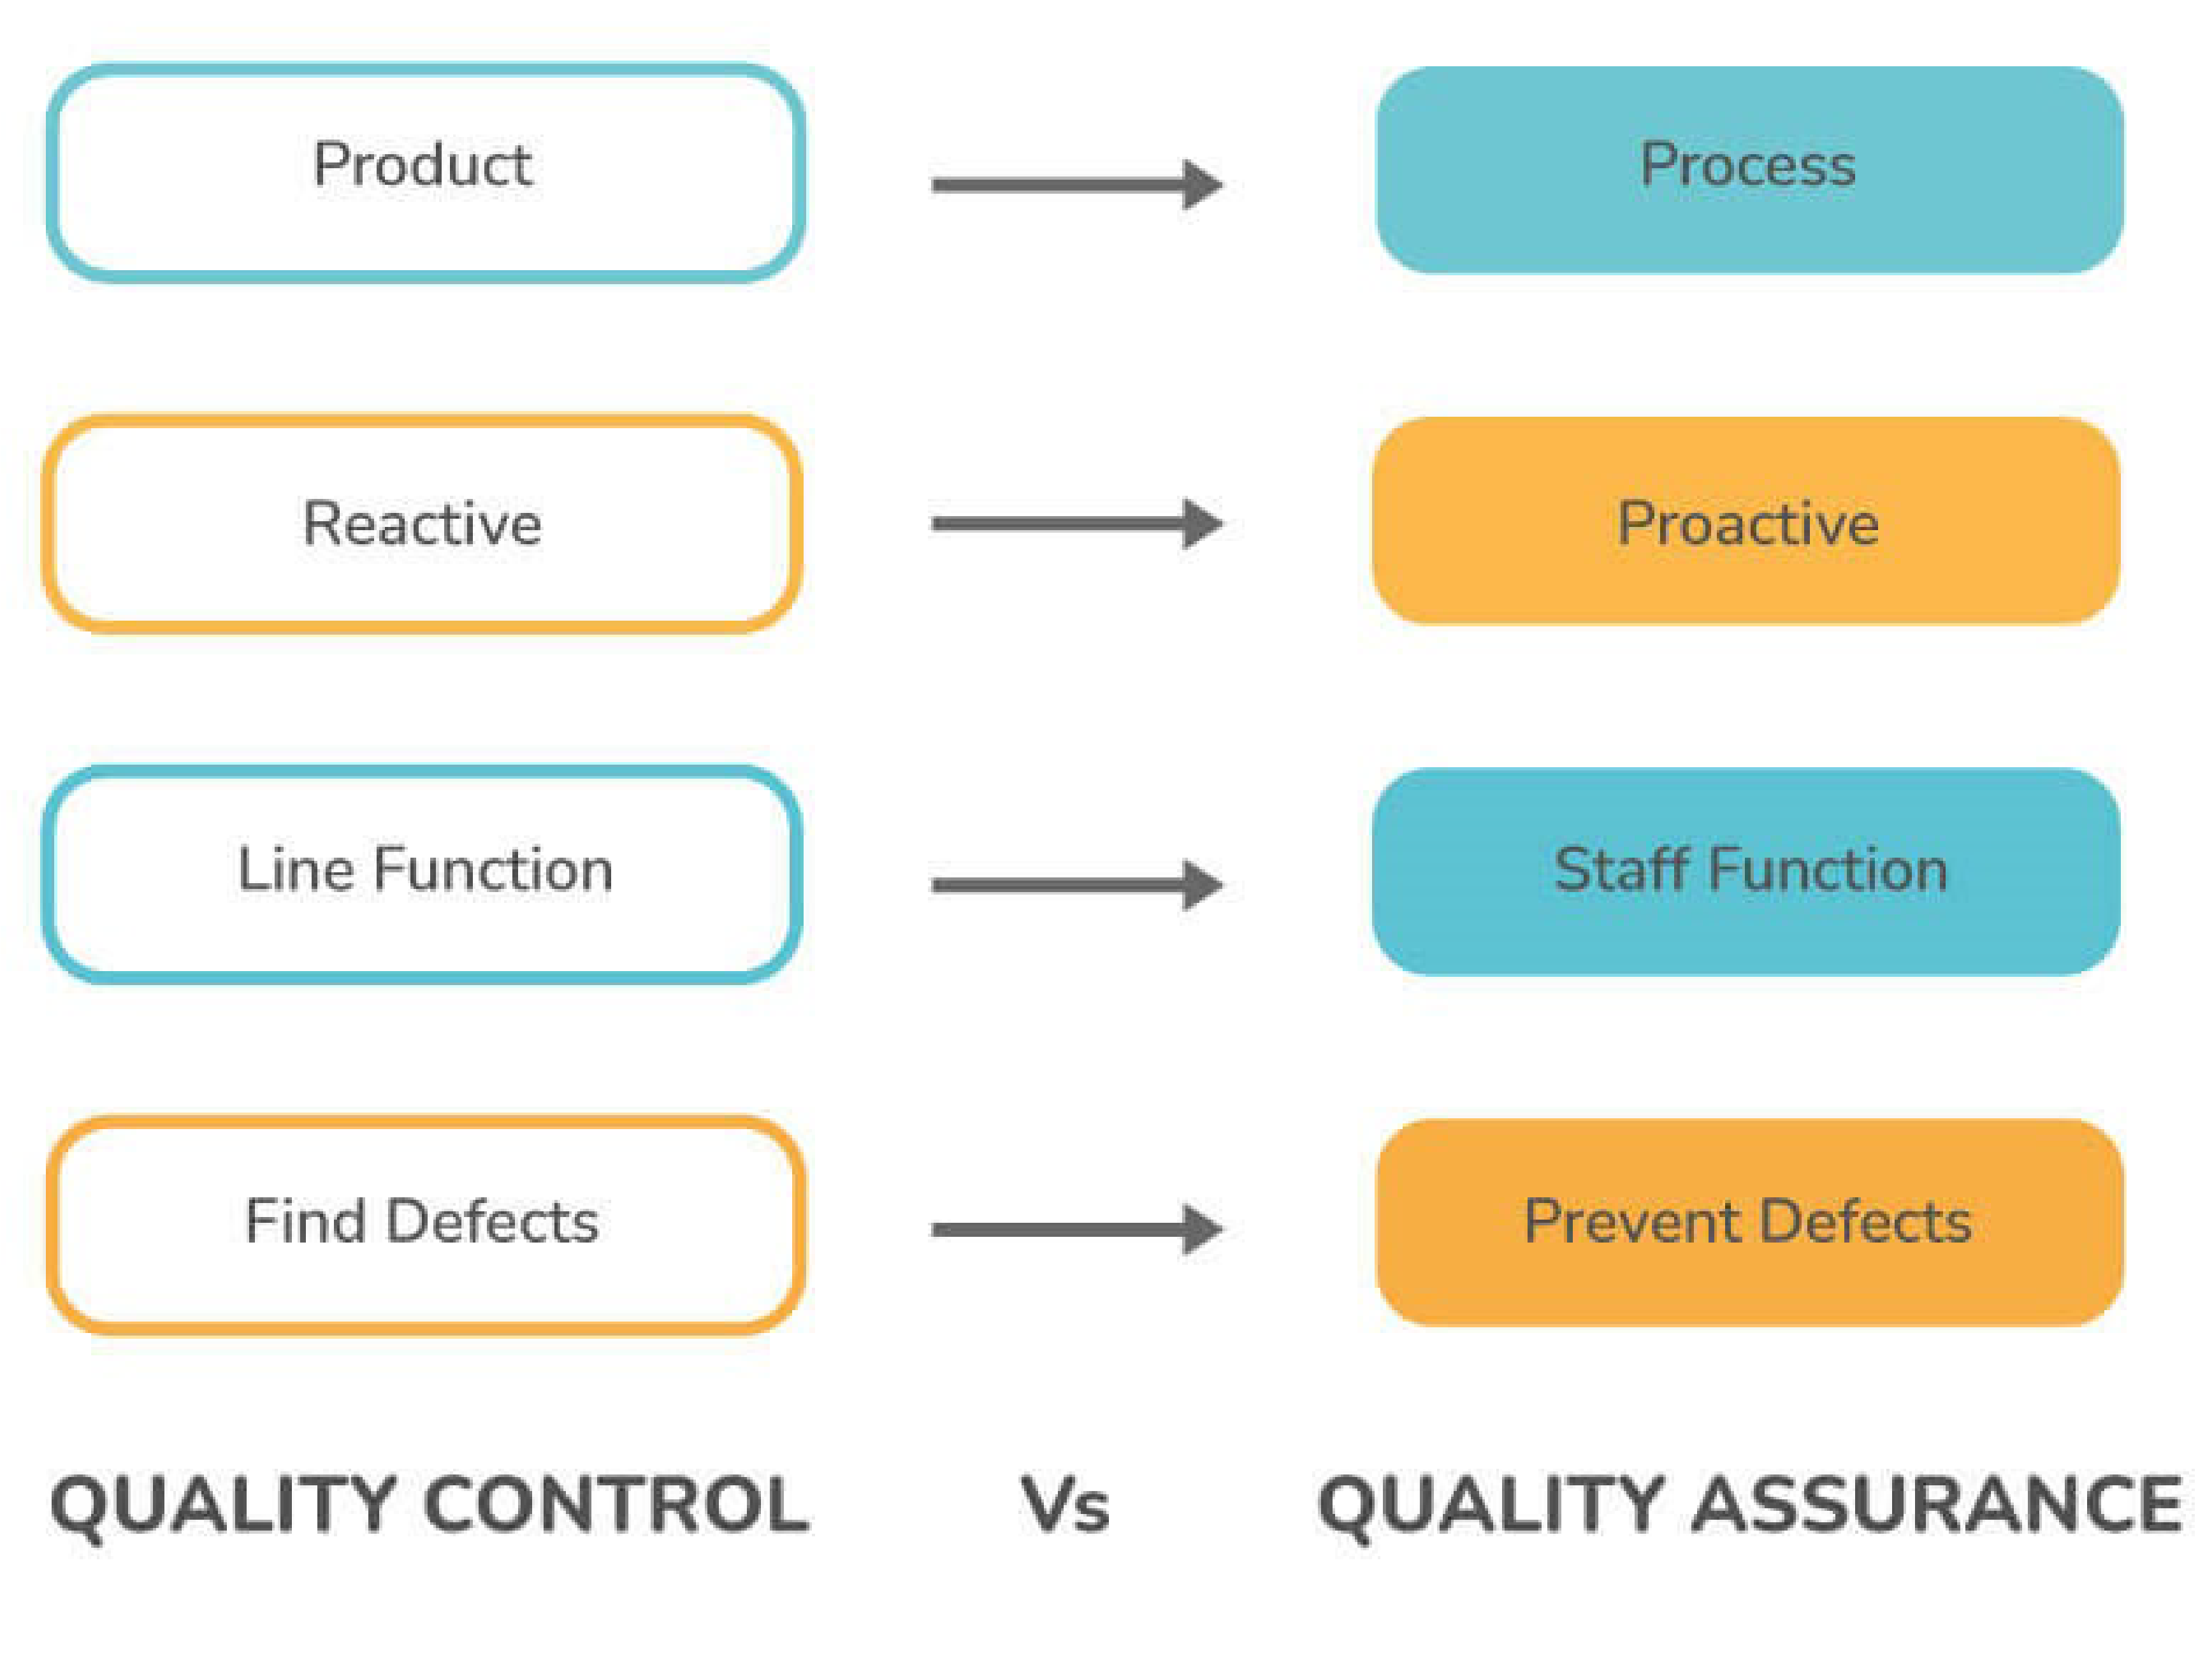 Product
Process
Reactive
Proactive
Line Function
Staff Function
Find Defects
Prevent Defects
QUALITY CONTROL Vs QUALITY ASSURANCE